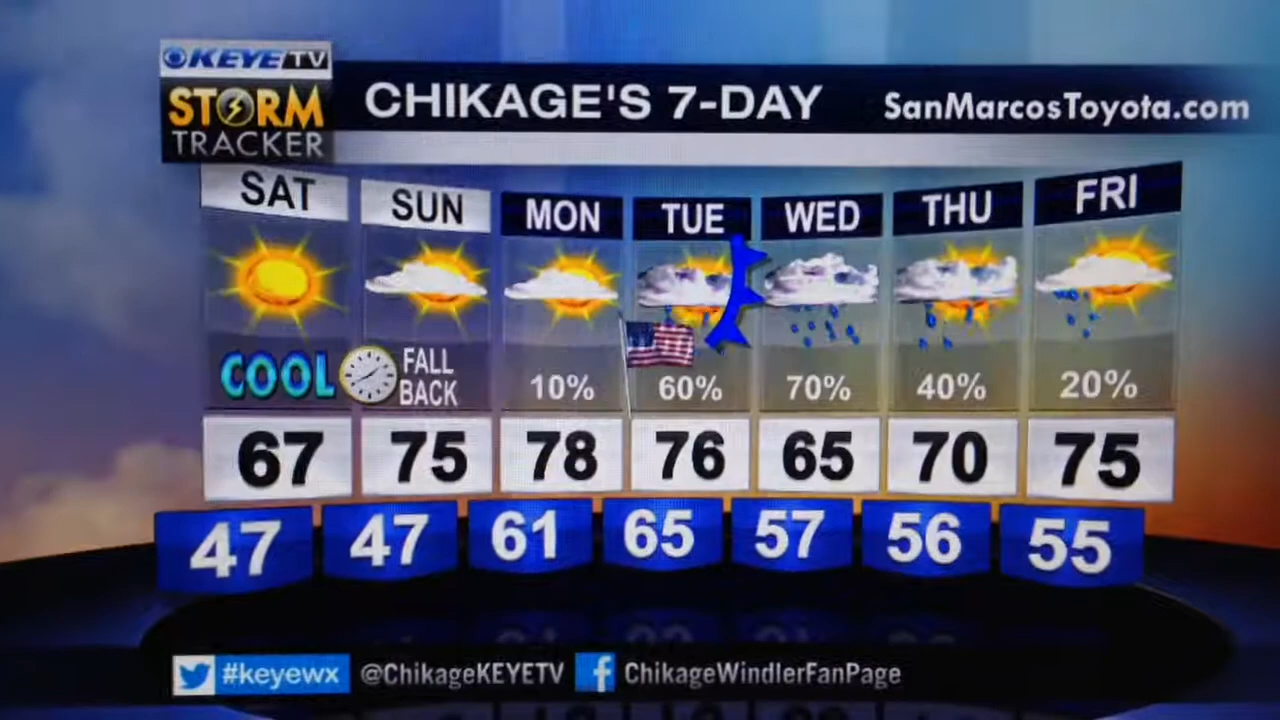 KEYE TV
STORM
TRACKER
CHIKAGE'S 7-DAY
SanMarcosToyota.com
SAT SUN MON TUE WED THU FRI
COOL
FALL
BACK
10% 60% 70% 40% 20%
67 75 78 76 65 70 75
47 47 61 65 57 56 55
#keyewx @ChikageKEYETV ChikageWindlerFanPage